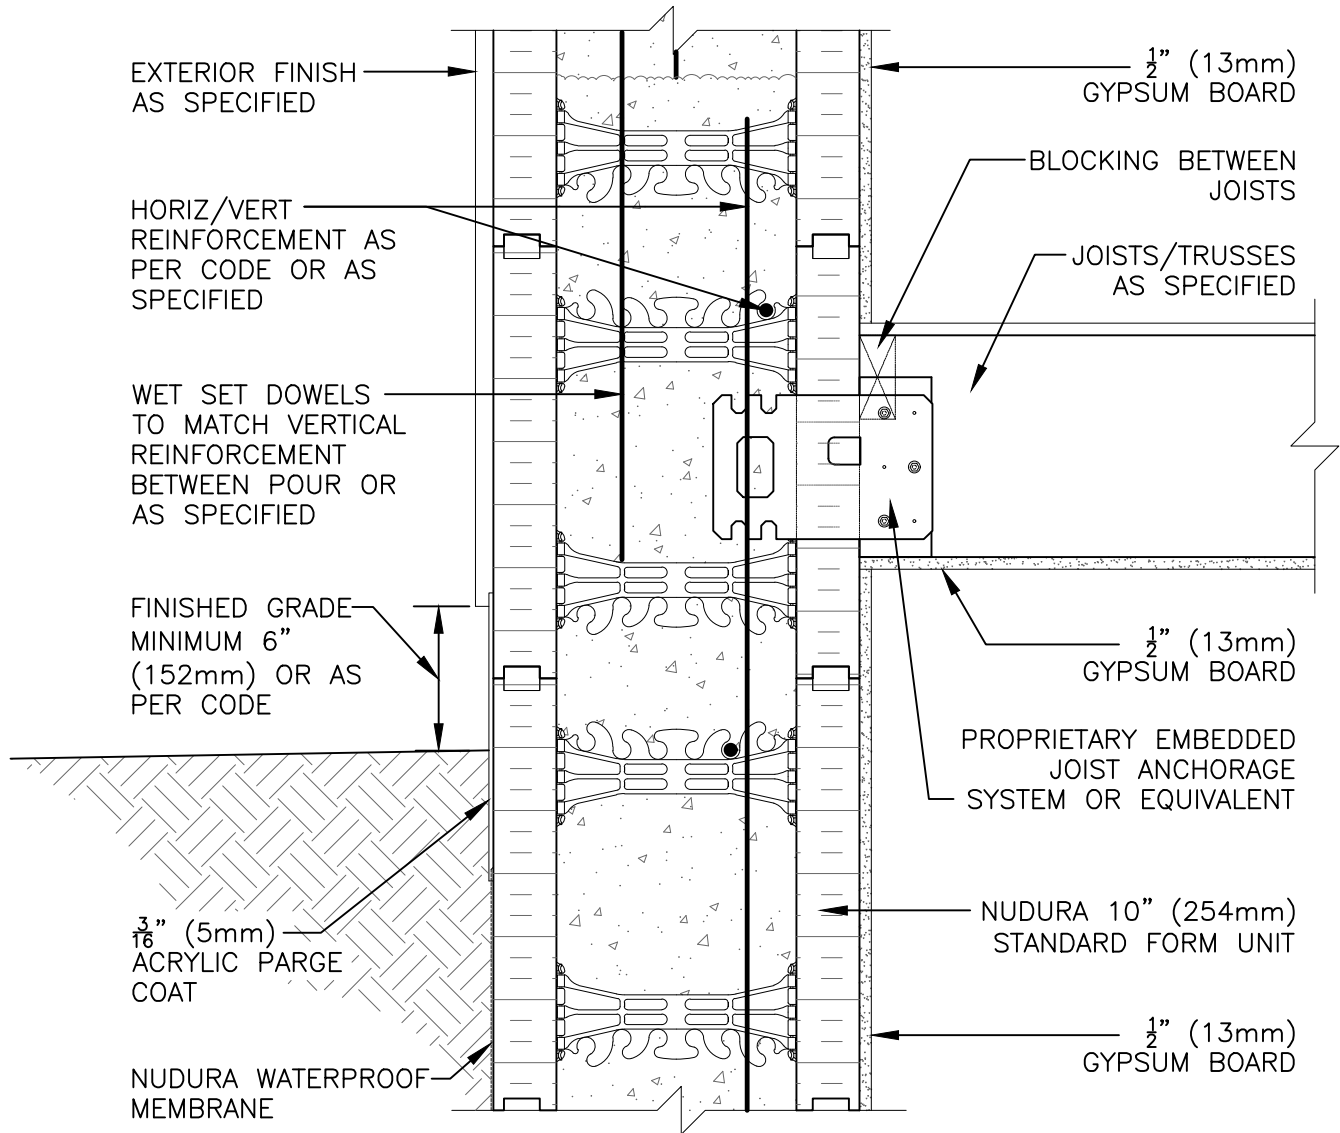 EXTERIOR FINISH
AS SPECIFIED
HORIZ/VERT
REINFORCEMENT AS
PER CODE OR AS
SPECIFIED
WET SET DOWELS
TO MATCH VERTICAL
REINFORCEMENT
BETWEEN POUR OR
AS SPECIFIED
FINISHED GRADE
MINIMUM 6”
(152mm) OR AS
PER CODE
3/16” (5mm)
ACRYLIC PARGE
COAT
NUDURA WATERPROOF
MEMBRANE
1/2” (13mm)
GYPSUM BOARD
BLOCKING BETWEEN
JOISTS
JOISTS/TRUSSES
AS SPECIFIED
1/2” (13mm)
GYPSUM BOARD
PROPRIETARY EMBEDDED
JOIST ANCHORAGE
SYSTEM OR EQUIVALENT
NUDURA 10” (254mm)
STANDARD FORM UNIT
1/2” (13mm)
GYPSUM BOARD